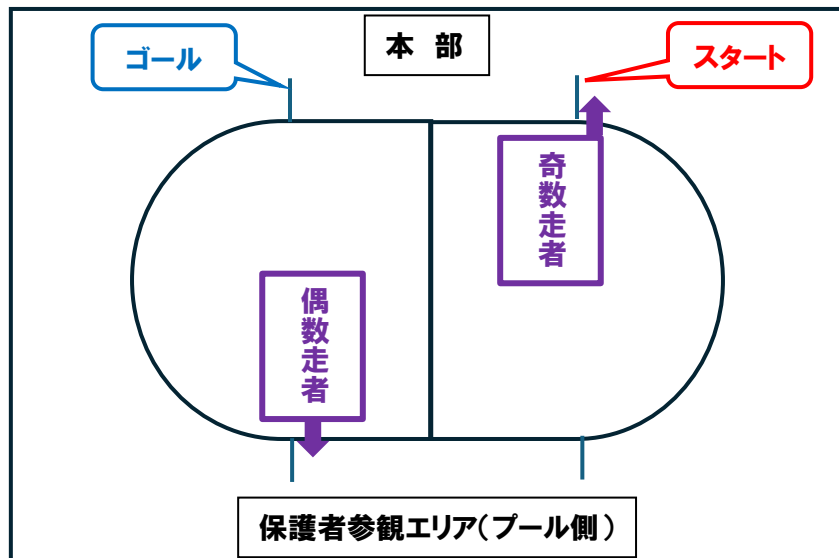 ゴール
本 部
スタート
奇数走者
偶数走者
保護者参観エリア(プール側)